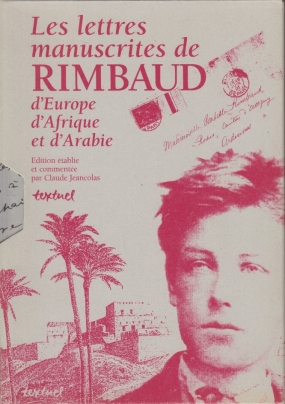 Les lettres
manuscrites de
RIMBAUD
d'Europe
d'Afrique
et d'Arabie
Edition établie
et commentée
par Claude Jeancolas
textuel
à
textuel